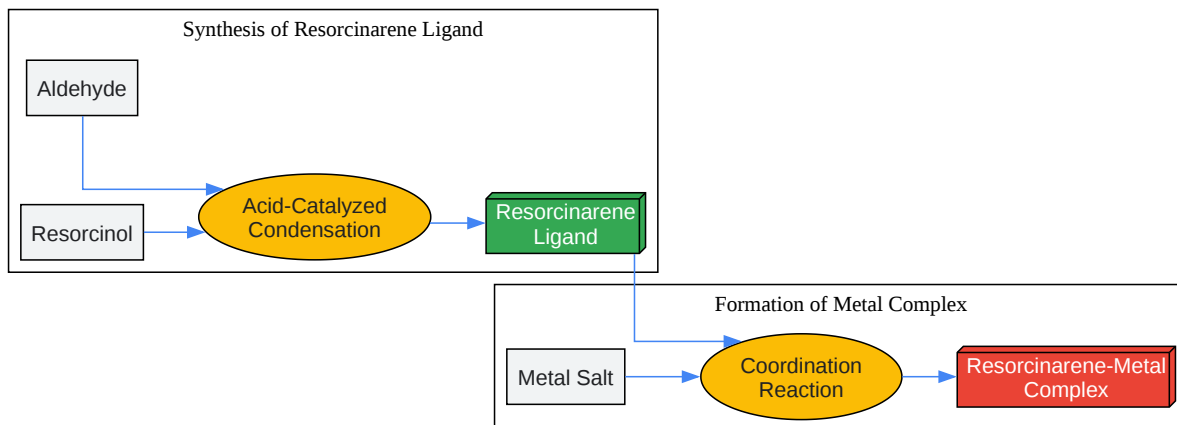 Synthesis of Resorcinarene Ligand
Aldehyde
Resorcinol
Acid-Catalyzed
Condensation
Resorcinarene
Ligand
Formation of Metal Complex
Metal Salt
Coordination
Reaction
Resorcinarene-Metal
Complex